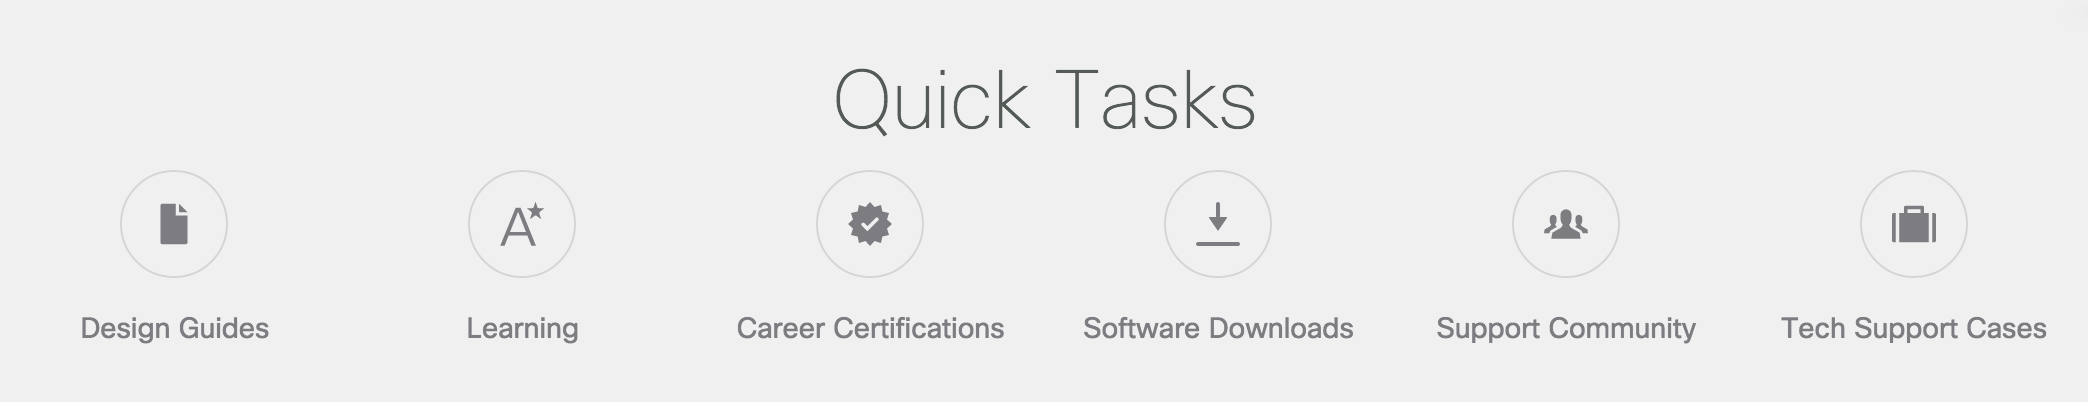 Quick Tasks
Design Guides
Learning
Career Certifications
Software Downloads
Support Community
Tech Support Cases